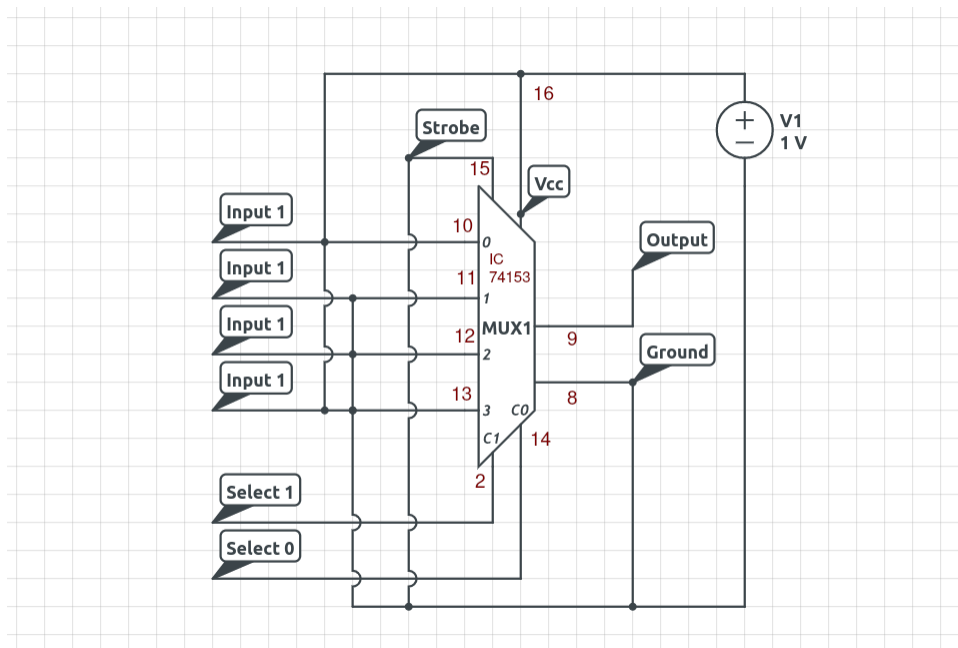 16
V1
1 V
Strobe
15
Vcc
Input 1
10
0
Output
IC
74153
Input 1
11
1
Input 1
12
MUX1
2
9
Ground
Input 1
13
3
C0
8
C1
14
Select 1
2
Select 0